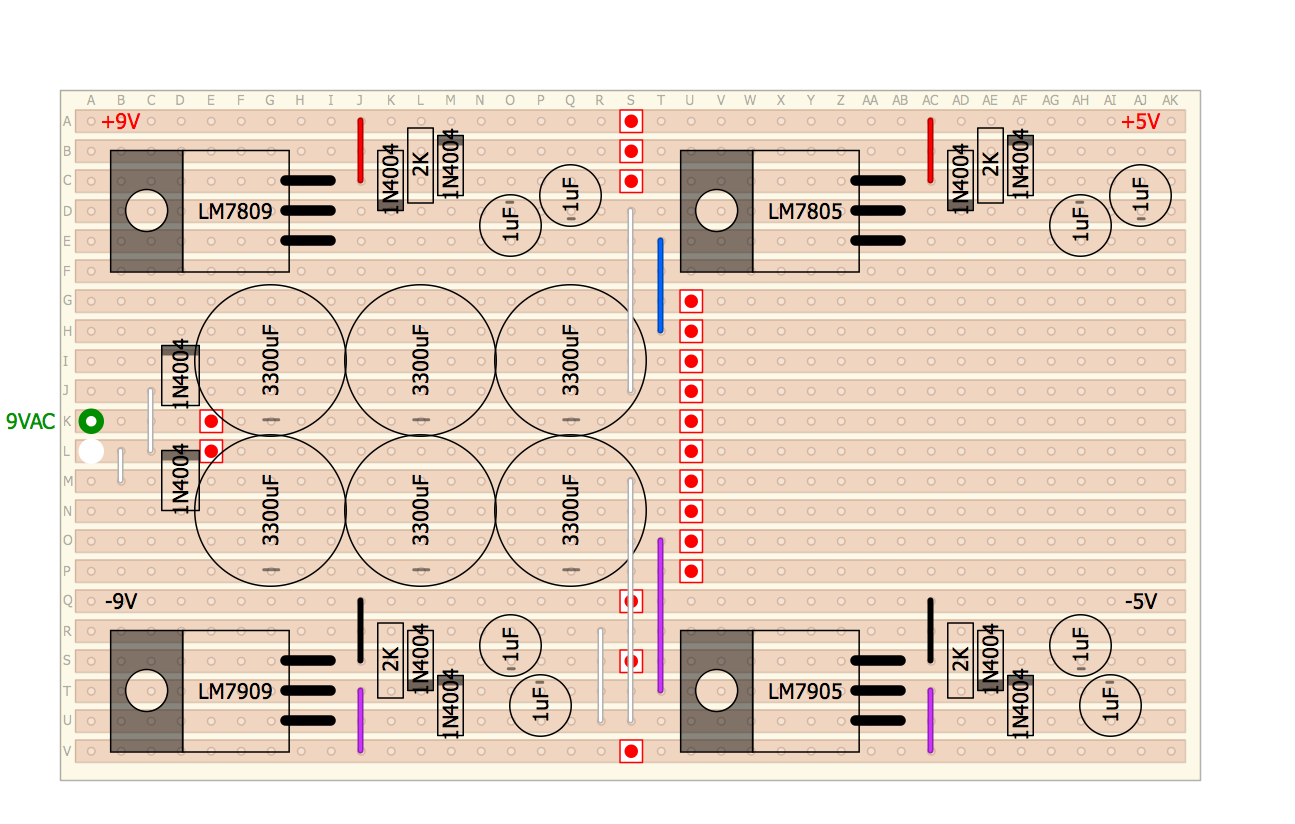 A B C D E F G H I J K L M N O P Q R S T U V W X Y Z AA AB AC AD AE AF AG AH AI AJ AK
A +9V +5V
B
1N4004 2K 1N4004 1N4004 2K 1N4004
C
1uF 1uF
D LM7809 LM7805
1uF 1uF
E
F
G
H
I
3300uF 3300uF 3300uF
1N4004
J
9VAC K
L
M
1N4004
N
3300uF 3300uF 3300uF
O
P
Q -9V -5V
R
1uF 1uF
S
2K 1N4004 2K 1N4004
T LM7909 LM7905
1N4004 1uF 1N4004 1uF
U
V